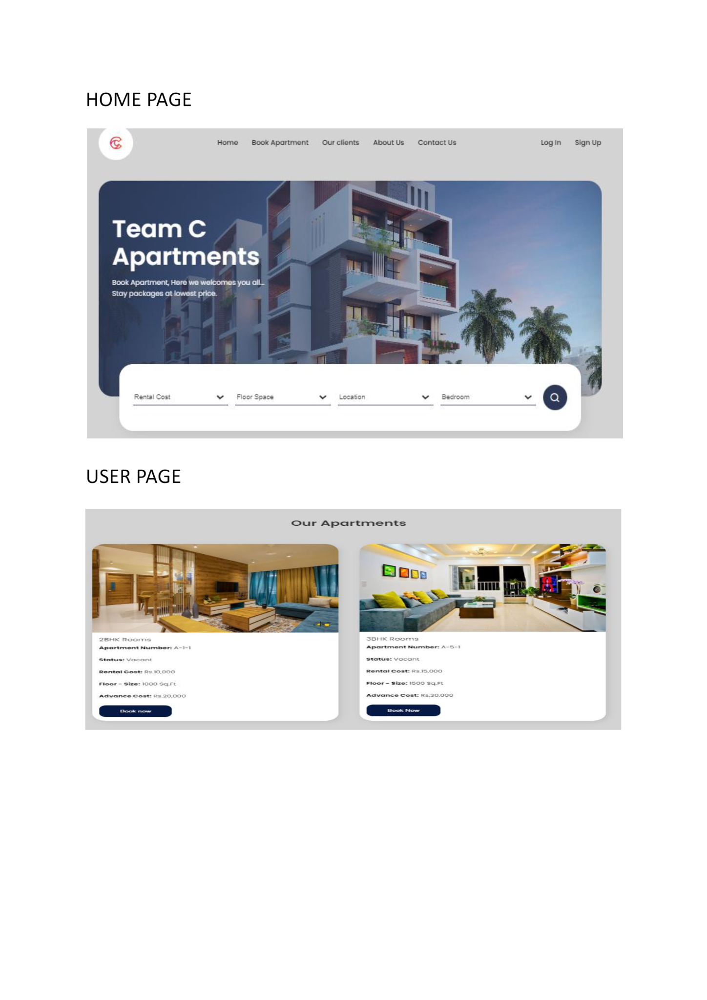 HOME PAGE
Home Book Apartment Our clients About Us Contact Us Log In Sign Up
Team C
Apartments
Book Apartment, Here we welcomes you all...
Stay packages at lowest price.
Rental Cost Floor Space Location Bedroom
USER PAGE
Our Apartments
2BHK Rooms
Apartment Number: A-1-1
Status: Vacant
Rental Cost: Rs.10,000
Floor - Size: 1000 Sq.Ft
Advance Cost: Rs.20,000
Book now
3BHK Rooms
Apartment Number: A-5-1
Status: Vacant
Rental Cost: Rs.15,000
Floor - Size: 1500 Sq.Ft
Advance Cost: Rs.30,000
Book Now